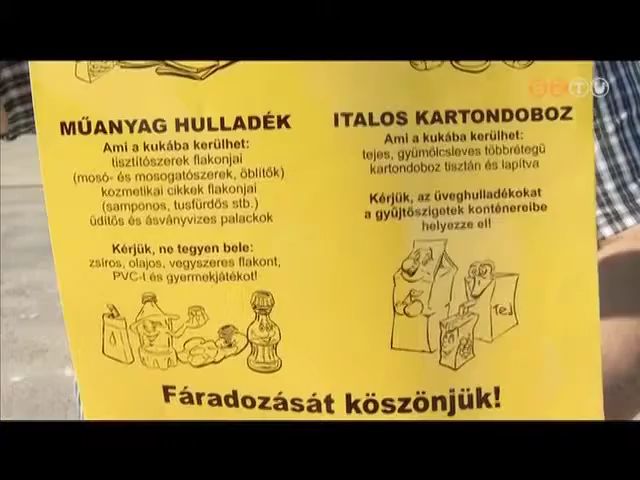 MŰANYAG HULLADÉK
Ami a kukába kerülhet:
tisztítószerek flakonjai
(mosó- és mosogatószerek, öblítők)
kozmetikai cikkek flakonjai
(samponos, tusfürdős stb.)
üdítős és ásványvizes palackok
Kérjük, ne tegyen bele:
zsíros, olajos, vegyszeres flakont,
PVC-t és gyermekjátékot!
ITALOS KARTONDOBOZ
Ami a kukába kerülhet:
tejes, gyümölcsleves többrétegű
kartondoboz tisztán és lapítva
Kérjük, az üveghulladékokat
a gyűjtőszigetek konténereibe
helyezze el!
Tej
Fáradozását köszönjük!